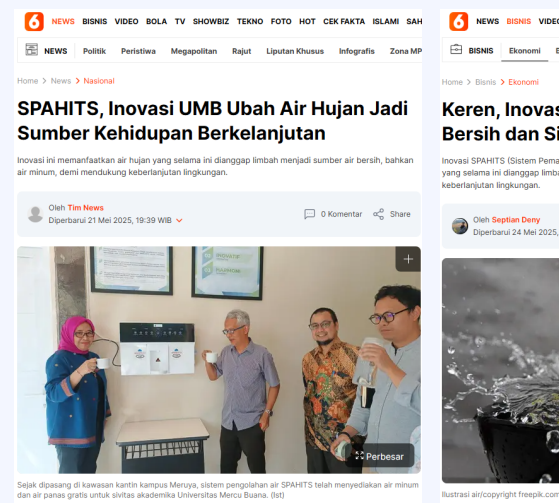 6 NEWS BISNIS VIDEO BOLA TV SHOWBIZ TEKNO FOTO HOT CEK FAKTA ISLAMI SAH
NEWS Politik Peristiwa Megapolitan Rajut Liputan Khusus Infografis Zona MP
Home > News > Nasional
SPAHITS, Inovasi UMB Ubah Air Hujan Jadi
Sumber Kehidupan Berkelanjutan
Inovasi ini memanfaatkan air hujan yang selama ini dianggap limbah menjadi sumber air bersih, bahkan
air minum, demi mendukung keberlanjutan lingkungan.
Oleh Tim News
Diperbarui 21 Mei 2025, 19:39 WIB
0 Komentar Share
Perbesar
Sejak dipasang di kawasan kantin kampus Meruya, sistem pengolahan air SPAHITS telah menyediakan air minum
dan air panas gratis untuk sivitas akademika Universitas Mercu Buana. (Ist)
6 NEWS BISNIS VIDEO
BISNIS Ekonomi
Home > Bisnis > Ekonomi
Keren, Inovas
Bersih dan Si
Inovasi SPAHITS (Sistem Pema
yang selama ini dianggap limba
keberlanjutan lingkungan.
Oleh Septian Deny
Diperbarui 24 Mei 2025,
Ilustrasi air/copyright freepik.com